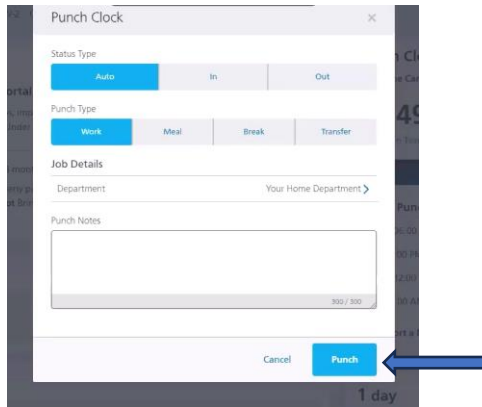 Punch Clock
Status Type
Auto In Out
Punch Type
Work Meal Break Transfer
Job Details
Department Your Home Department
Punch Notes
300 / 300
Cancel Punch
1 day